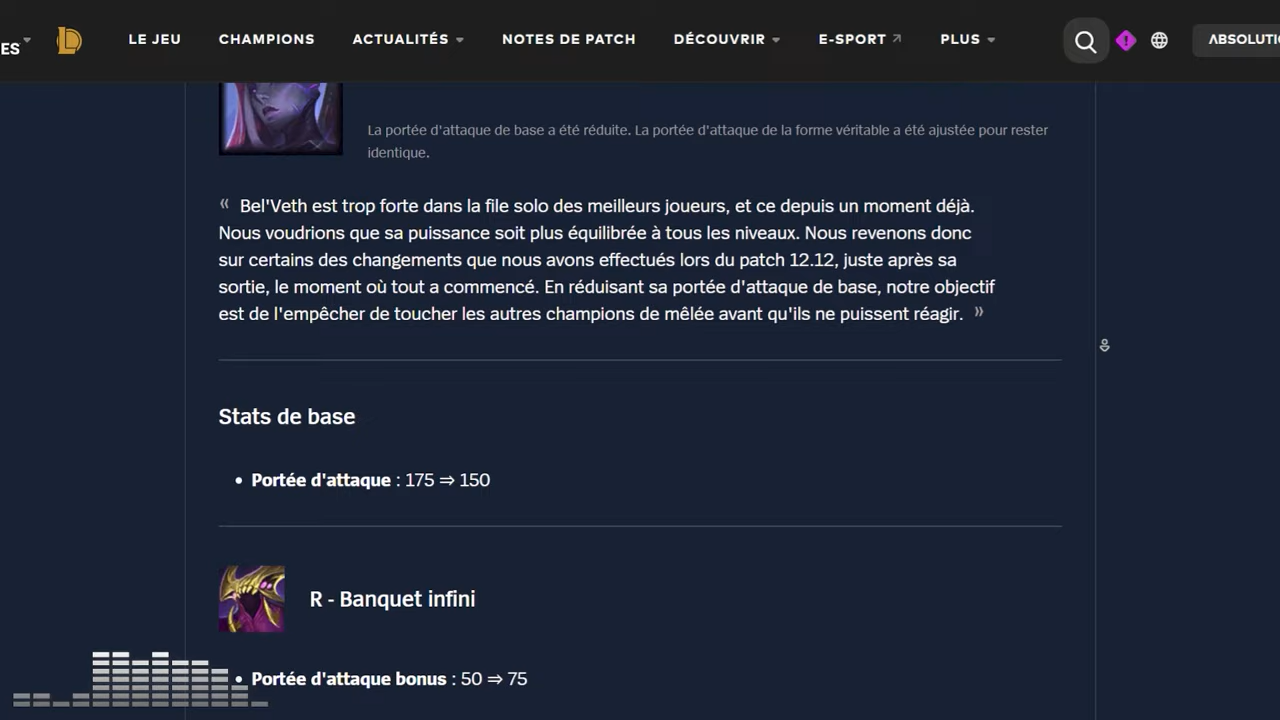 ES
LE JEU
CHAMPIONS
ACTUALITÉS
NOTES DE PATCH
DÉCOUVRIR
E-SPORT
PLUS
ABSOLUTI
La portée d'attaque de base a été réduite. La portée d'attaque de la forme véritable a été ajustée pour rester
identique.
« Bel'Veth est trop forte dans la file solo des meilleurs joueurs, et ce depuis un moment déjà.
Nous voudrions que sa puissance soit plus équilibrée à tous les niveaux. Nous revenons donc
sur certains des changements que nous avons effectués lors du patch 12.12, juste après sa
sortie, le moment où tout a commencé. En réduisant sa portée d'attaque de base, notre objectif
est de l'empêcher de toucher les autres champions de mêlée avant qu'ils ne puissent réagir. »
Stats de base
• Portée d'attaque : 175 ⇒ 150
R - Banquet infini
• Portée d'attaque bonus : 50 ⇒ 75